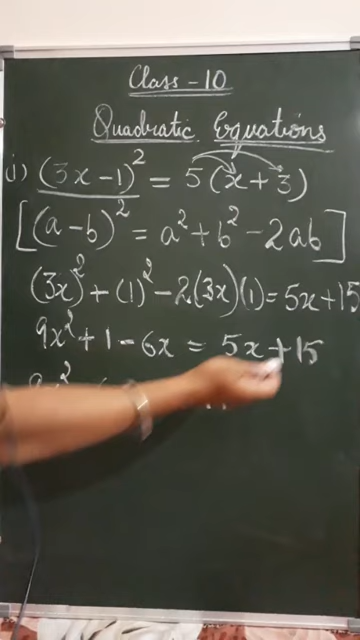 Class - 10
Quadratic Equations
i) (3x - 1)² = 5(x + 3)
[(a - b)² = a² + b² - 2ab]
(3x)² + (1)² - 2(3x)(1) = 5x + 15
9x² + 1 - 6x = 5x + 15